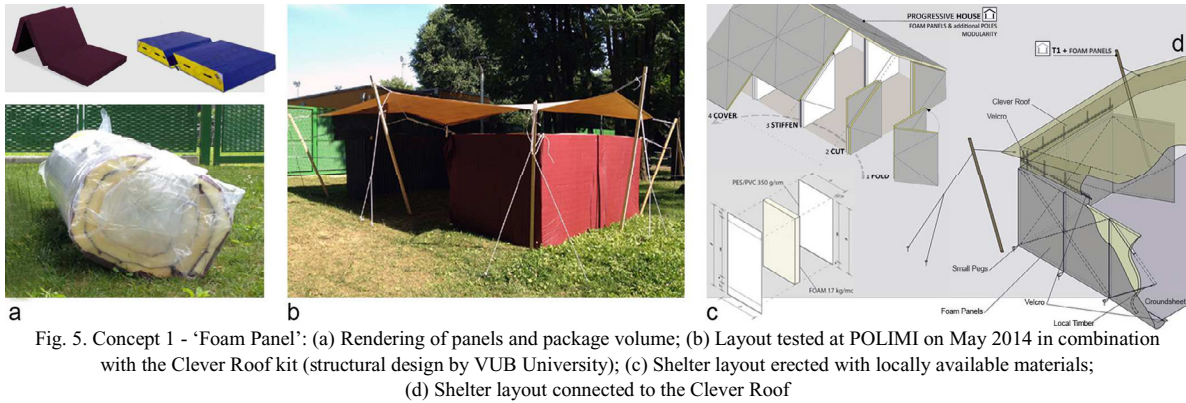 PROGRESSIVE HOUSE
FOAM PANELS & additional POLES
MODULARITY
4 COVER
3 STIFFEN
2 CUT
1 FOLD
PES/PVC 350 g/sm
FOAM 17 kg/mc
T1 + FOAM PANELS
Clever Roof
Velcro
Small Pegs
Foam Panels
Velcro
Local Timber
Groundsheet
a
b
c
d
Fig. 5. Concept 1 - ‘Foam Panel’: (a) Rendering of panels and package volume; (b) Layout tested at POLIMI on May 2014 in combination
with the Clever Roof kit (structural design by VUB University); (c) Shelter layout erected with locally available materials;
(d) Shelter layout connected to the Clever Roof